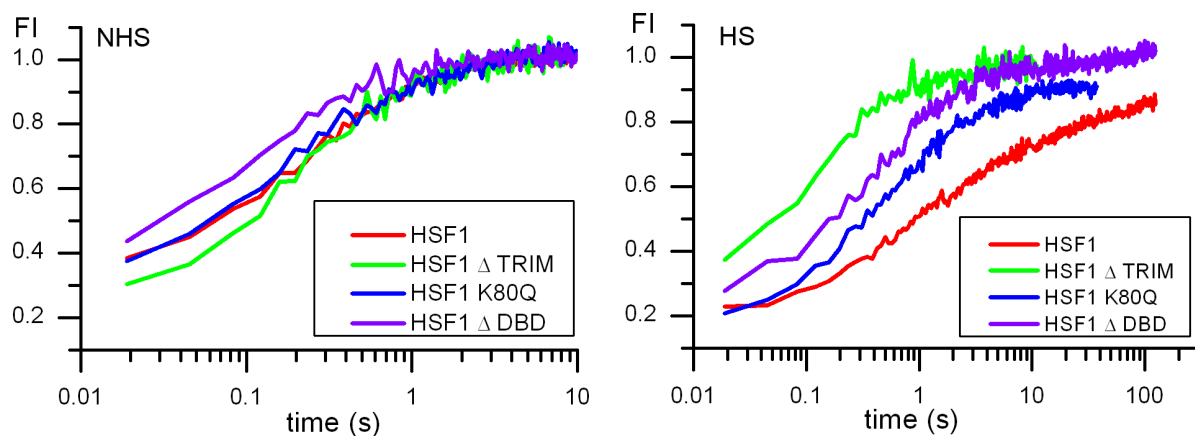 FI
NHS
1.0
0.8
0.6
0.4
0.2
HSF1
HSF1 Δ TRIM
HSF1 K80Q
HSF1 Δ DBD
0.01 0.1 1 10
time (s)
FI
HS
1.0
0.8
0.6
0.4
0.2
HSF1
HSF1 Δ TRIM
HSF1 K80Q
HSF1 Δ DBD
0.01 0.1 1 10 100
time (s)